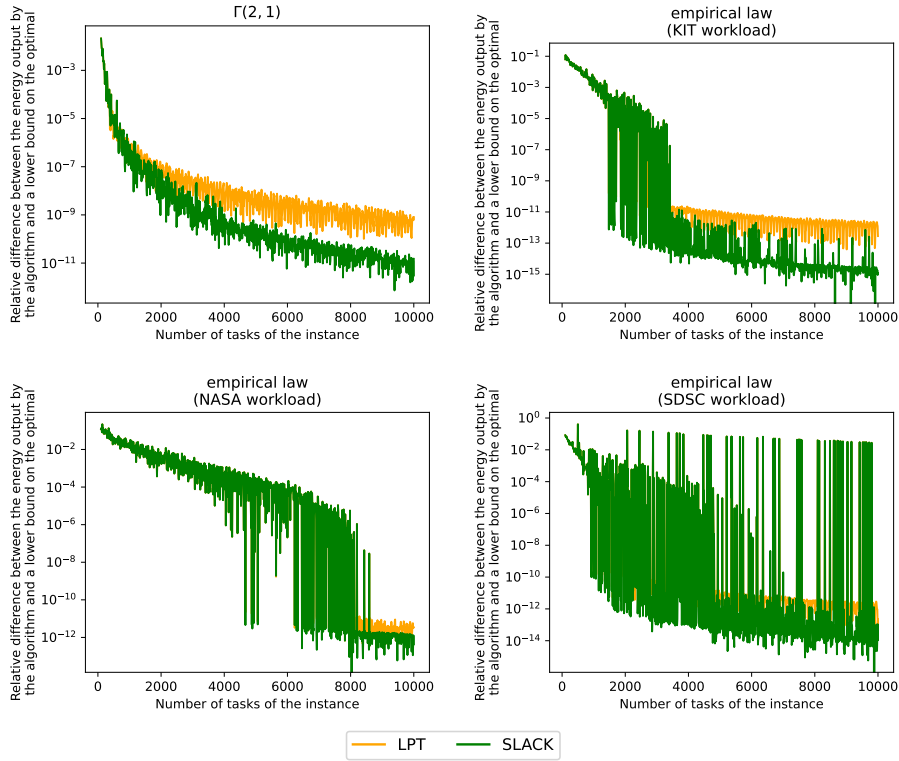 Γ(2, 1)
Relative difference between the energy output by
the algorithm and a lower bound on the optimal
10⁻³
10⁻⁵
10⁻⁷
10⁻⁹
10⁻¹¹
0 2000 4000 6000 8000 10000
Number of tasks of the instance
empirical law
(KIT workload)
Relative difference between the energy output by
the algorithm and a lower bound on the optimal
10⁻¹
10⁻³
10⁻⁵
10⁻⁷
10⁻⁹
10⁻¹¹
10⁻¹³
10⁻¹⁵
0 2000 4000 6000 8000 10000
Number of tasks of the instance
empirical law
(NASA workload)
Relative difference between the energy output by
the algorithm and a lower bound on the optimal
10⁻²
10⁻⁴
10⁻⁶
10⁻⁸
10⁻¹⁰
10⁻¹²
0 2000 4000 6000 8000 10000
Number of tasks of the instance
empirical law
(SDSC workload)
Relative difference between the energy output by
the algorithm and a lower bound on the optimal
10⁰
10⁻²
10⁻⁴
10⁻⁶
10⁻⁸
10⁻¹⁰
10⁻¹²
10⁻¹⁴
0 2000 4000 6000 8000 10000
Number of tasks of the instance
LPT SLACK